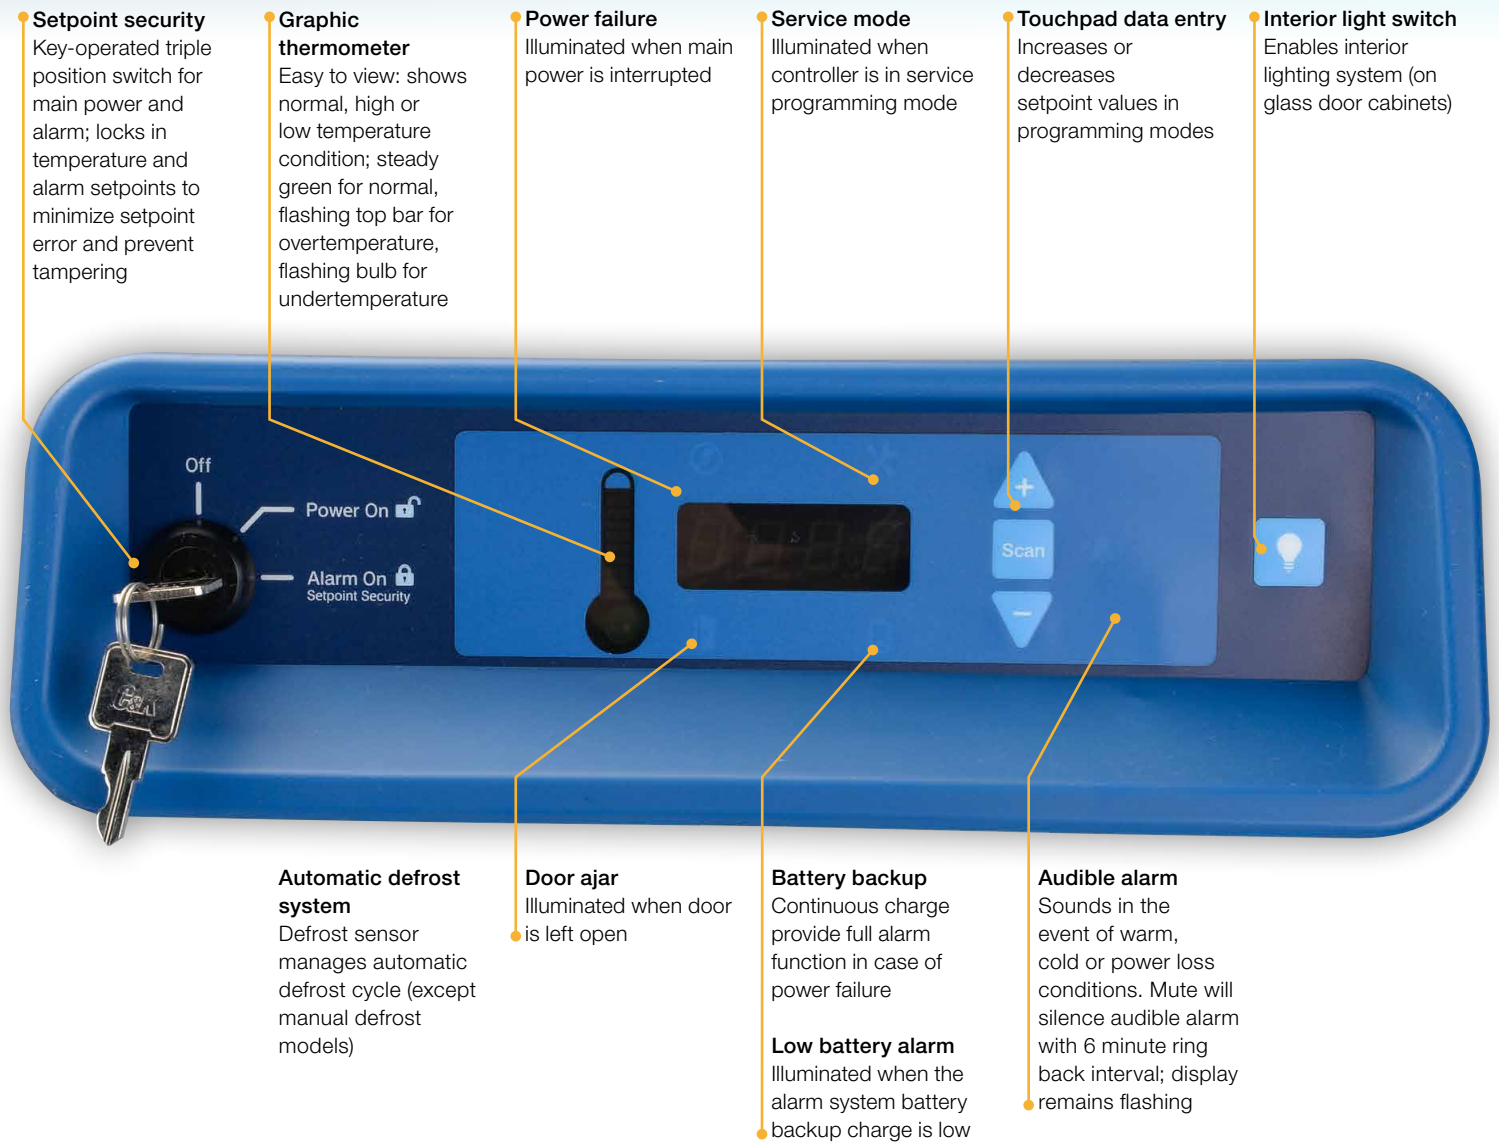 Setpoint security
Key-operated triple
position switch for
main power and
alarm; locks in
temperature and
alarm setpoints to
minimize setpoint
error and prevent
tampering
Graphic
thermometer
Easy to view: shows
normal, high or
low temperature
condition; steady
green for normal,
flashing top bar for
overtemperature,
flashing bulb for
undertemperature
Power failure
Illuminated when main
power is interrupted
Service mode
Illuminated when
controller is in service
programming mode
Touchpad data entry
Increases or
decreases
setpoint values in
programming modes
Interior light switch
Enables interior
lighting system (on
glass door cabinets)
Off
Power On
Alarm On
Setpoint Security
+
Scan
−
C&K
Automatic defrost
system
Defrost sensor
manages automatic
defrost cycle (except
manual defrost
models)
Door ajar
Illuminated when door
is left open
Battery backup
Continuous charge
provide full alarm
function in case of
power failure
Low battery alarm
Illuminated when the
alarm system battery
backup charge is low
Audible alarm
Sounds in the
event of warm,
cold or power loss
conditions. Mute will
silence audible alarm
with 6 minute ring
back interval; display
remains flashing